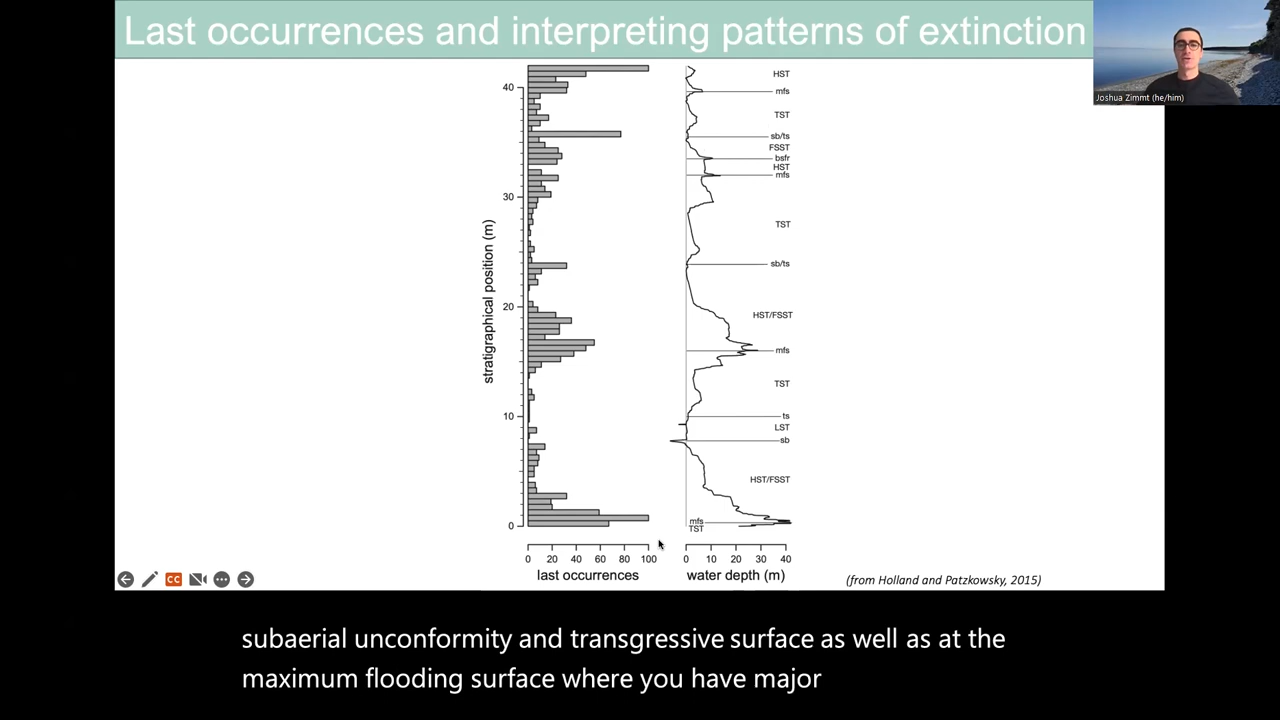 Last occurrences and interpreting patterns of extinction
Joshua Zimmt (he/him)
stratigraphical position (m)
40
30
20
10
0
0 20 40 60 80 100
last occurrences
HST
mfs
TST
sb/ts
FSST
bsfr
HST
mfs
TST
sb/ts
HST/FSST
mfs
TST
ts
LST
sb
HST/FSST
mfs
TST
0 10 20 30 40
water depth (m)
(from Holland and Patzkowsky, 2015)
CC
subaerial unconformity and transgressive surface as well as at the
maximum flooding surface where you have major